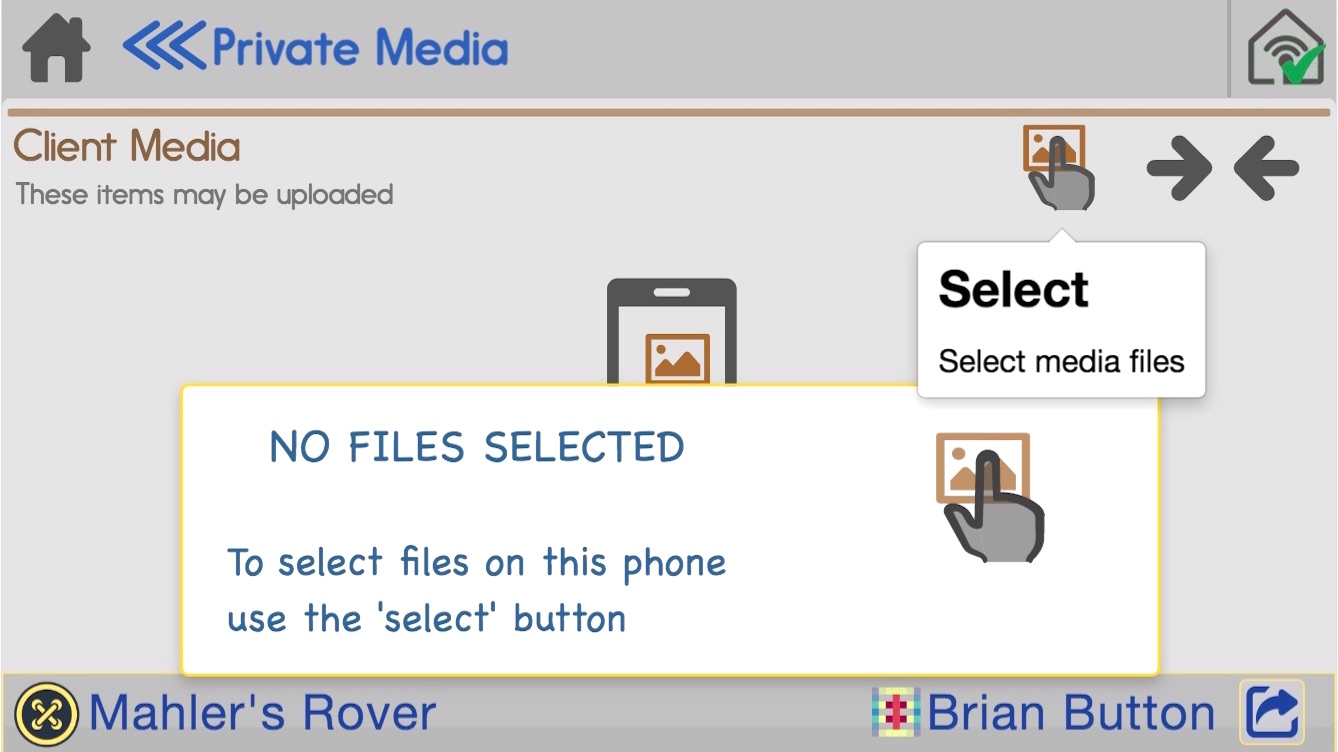 Private Media
Client Media
These items may be uploaded
Select
Select media files
NO FILES SELECTED
To select files on this phone
use the 'select' button
Mahler's Rover
Brian Button